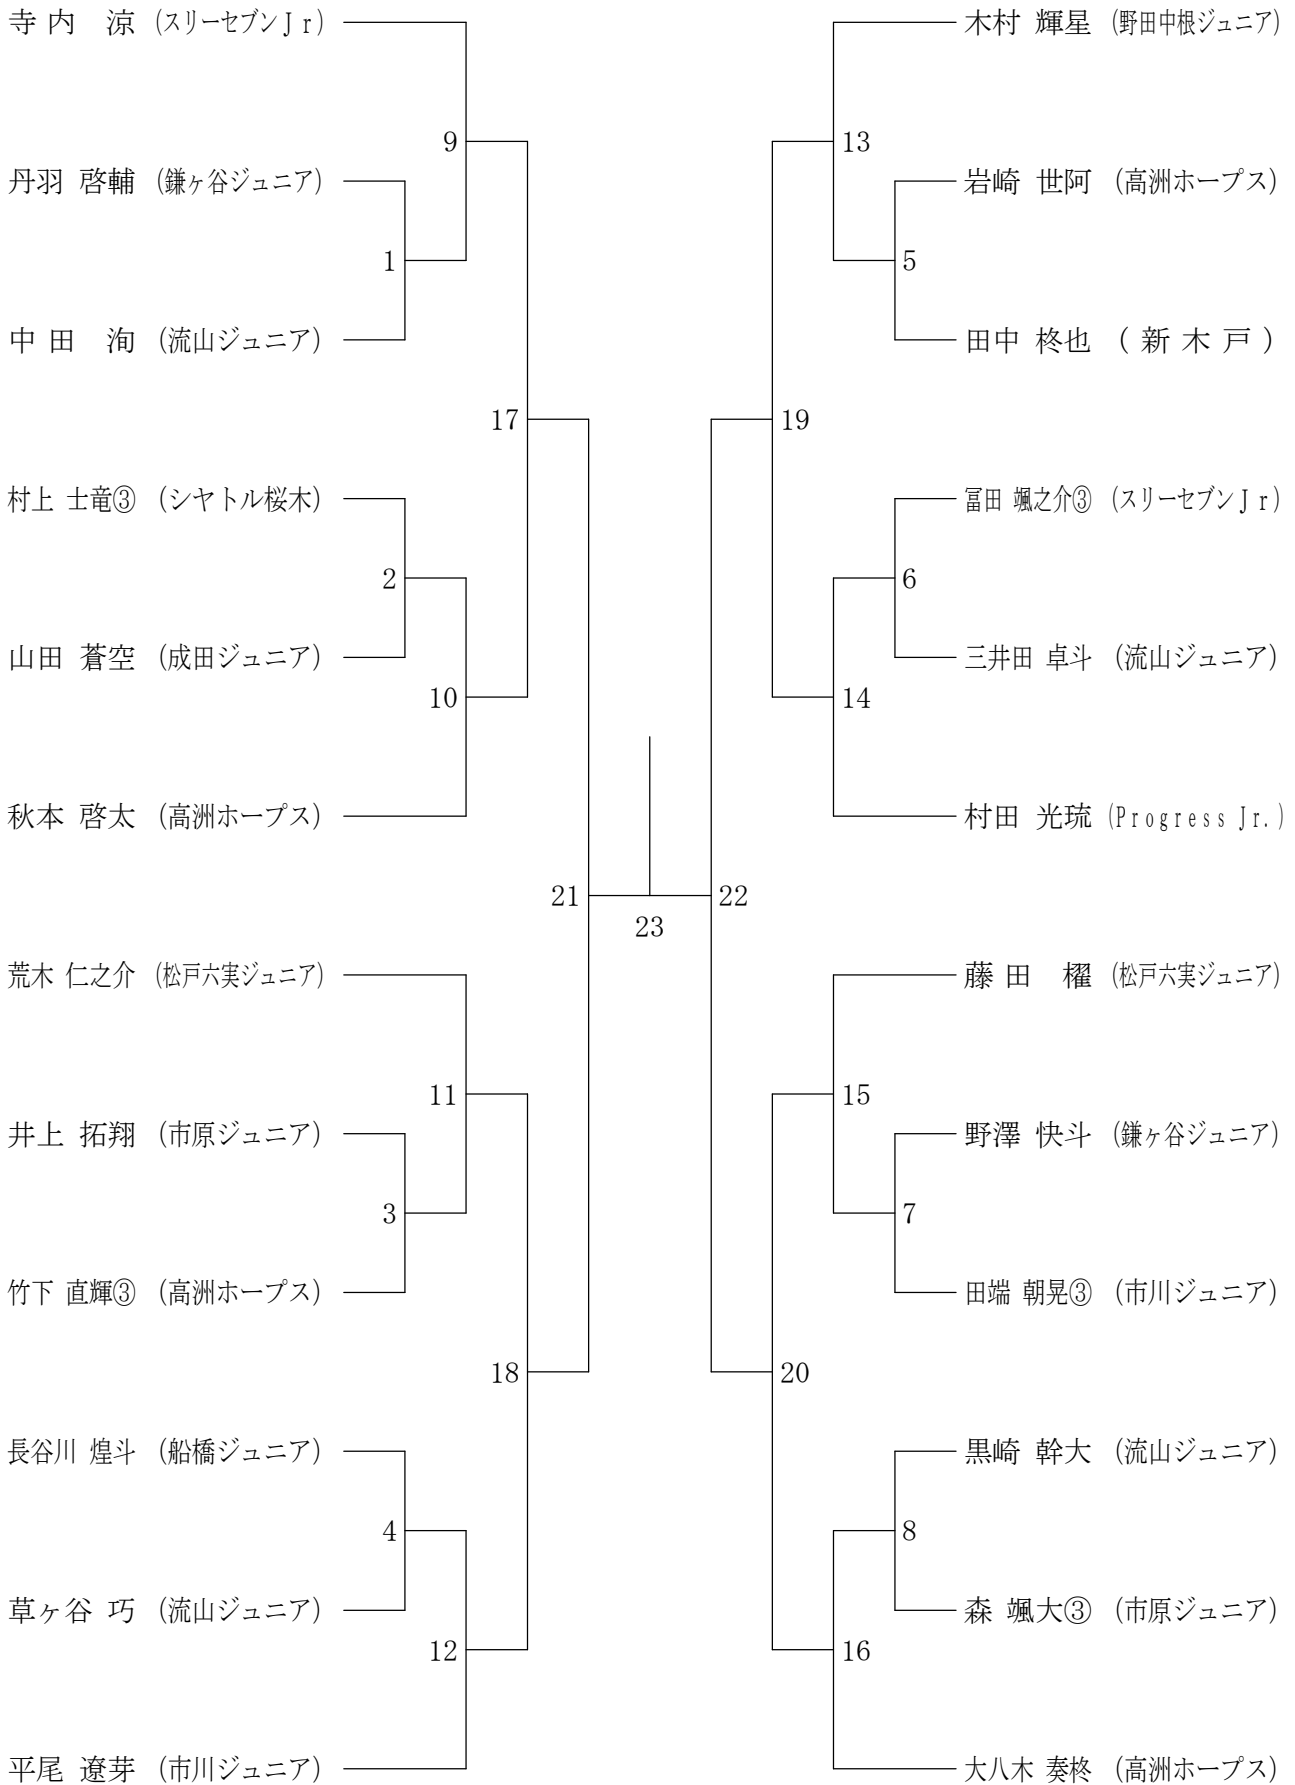 寺内 涼 (スリーセブンJr)
9
丹羽 啓輔 (鎌ヶ谷ジュニア)
1
中田 洵 (流山ジュニア)
17
村上 士竜③ (シヤトル桜木)
2
山田 蒼空 (成田ジュニア)
10
秋本 啓太 (高洲ホープス)
21
荒木 仁之介 (松戸六実ジュニア)
11
井上 拓翔 (市原ジュニア)
3
竹下 直輝③ (高洲ホープス)
18
長谷川 煌斗 (船橋ジュニア)
4
草ヶ谷 巧 (流山ジュニア)
12
平尾 遼芽 (市川ジュニア)
23
木村 輝星 (野田中根ジュニア)
13
岩崎 世阿 (高洲ホープス)
5
田中 柊也 (新木戸)
19
冨田 颯之介③ (スリーセブンJr)
6
三井田 卓斗 (流山ジュニア)
14
村田 光琉 (Progress Jr.)
22
藤田 櫂 (松戸六実ジュニア)
15
野澤 快斗 (鎌ヶ谷ジュニア)
7
田端 朝晃③ (市川ジュニア)
20
黒崎 幹大 (流山ジュニア)
8
森 颯大③ (市原ジュニア)
16
大八木 奏柊 (高洲ホープス)